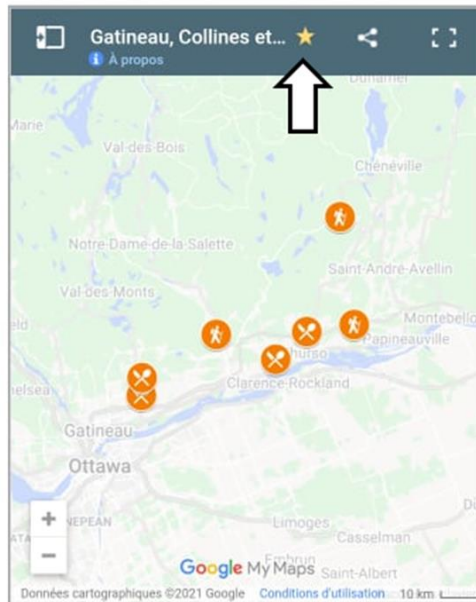 Gatineau, Collines et...
À propos
Duhamel
Marie
Val-des-Bois
Chénéville
Notre-Dame-de-la-Salette
Saint-André-Avellin
Val-des-Monts
Montebello
Papineauville
Clarence-Rockland
Gatineau
Ottawa
NEPEAN
Limoges
Casselman
Embrun
Saint-Albert
+
−
Google My Maps
Données cartographiques ©2021 Google Conditions d'utilisation 10 km